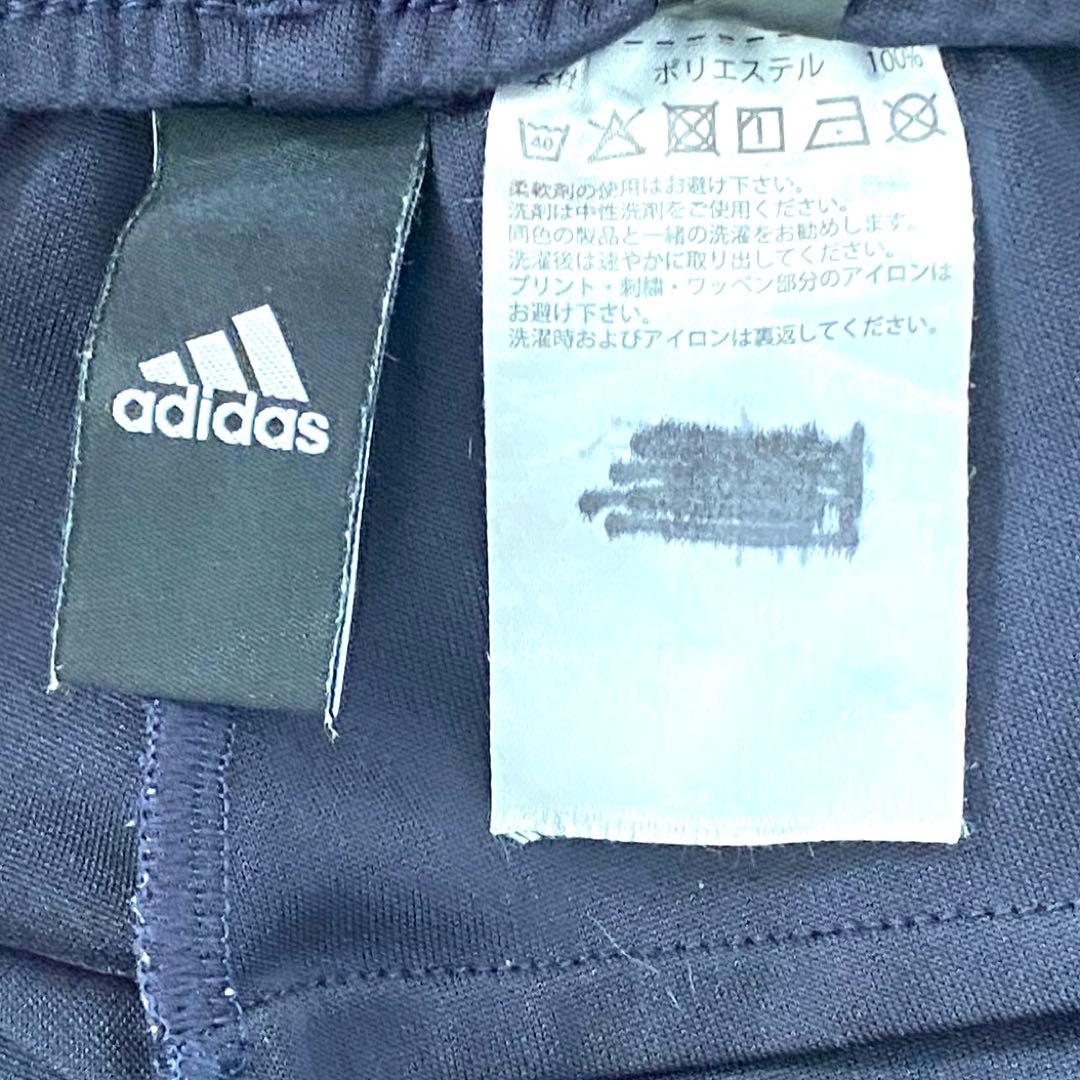 ポリエステル 100%
40
柔軟剤の使用はお避け下さい。
洗剤は中性洗剤をご使用ください。
同色の製品と一緒の洗濯をお勧めします。
洗濯後は速やかに取り出してください。
プリント・刺繍・ワッペン部分のアイロンは
お避け下さい。
洗濯時およびアイロンは裏返してください。
adidas